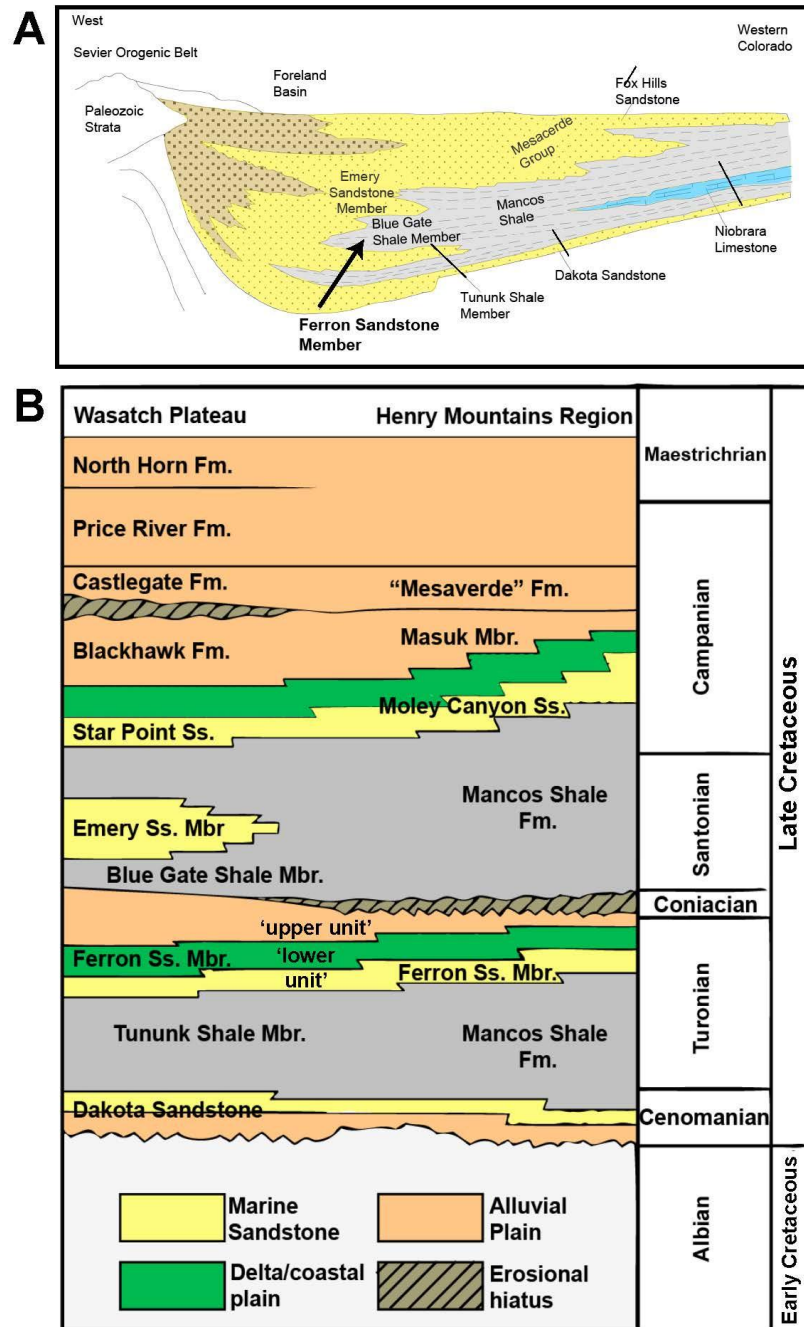 A
West
Sevier Orogenic Belt
Paleozoic
Strata
Foreland
Basin
Western
Colorado
Fox Hills
Sandstone
Mesacerde
Group
Emery
Sandstone
Member
Blue Gate
Shale Member
Mancos
Shale
Niobrara
Limestone
Dakota Sandstone
Tununk Shale
Member
Ferron Sandstone
Member
B
Wasatch Plateau
Henry Mountains Region
North Horn Fm.
Price River Fm.
Castlegate Fm.
“Mesaverde” Fm.
Masuk Mbr.
Blackhawk Fm.
Moley Canyon Ss.
Star Point Ss.
Mancos Shale
Fm.
Emery Ss. Mbr
Blue Gate Shale Mbr.
‘upper unit’
Ferron Ss. Mbr.
‘lower
unit’
Ferron Ss. Mbr.
Tununk Shale Mbr.
Mancos Shale
Fm.
Dakota Sandstone
Maestrichrian
Campanian
Santonian
Coniacian
Turonian
Cenomanian
Albian
Late Cretaceous
Early Cretaceous
Marine
Sandstone
Alluvial
Plain
Delta/coastal
plain
Erosional
hiatus